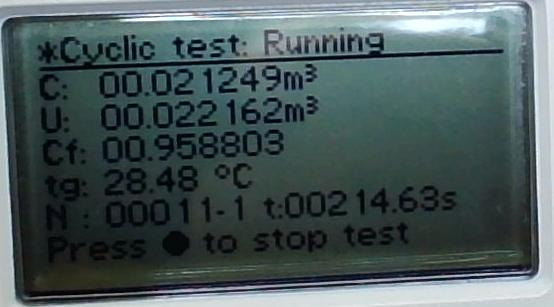 *Cyclic test: Running
C: 00.021249m³
U: 00.022162m³
Cf: 00.958803
tg: 28.48 °C
N : 00011-1 t:00214.63s
Press ● to stop test